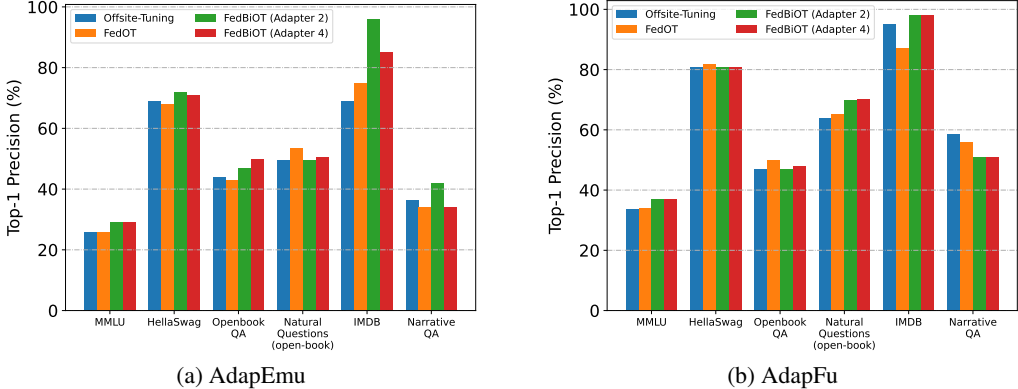 Offsite-Tuning
FedOT
FedBiOT (Adapter 2)
FedBiOT (Adapter 4)
Top-1 Precision (%)
100
80
60
40
20
0
MMLU
HellaSwag
Openbook
QA
Natural
Questions
(open-book)
IMDB
Narrative
QA
(a) AdapEmu
Offsite-Tuning
FedOT
FedBiOT (Adapter 2)
FedBiOT (Adapter 4)
Top-1 Precision (%)
100
80
60
40
20
0
MMLU
HellaSwag
Openbook
QA
Natural
Questions
(open-book)
IMDB
Narrative
QA
(b) AdapFu